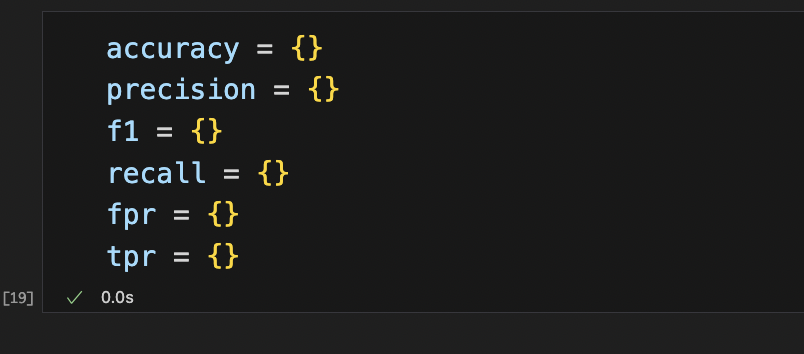 accuracy = {}
precision = {}
f1 = {}
recall = {}
fpr = {}
tpr = {}
[19] ✓ 0.0s